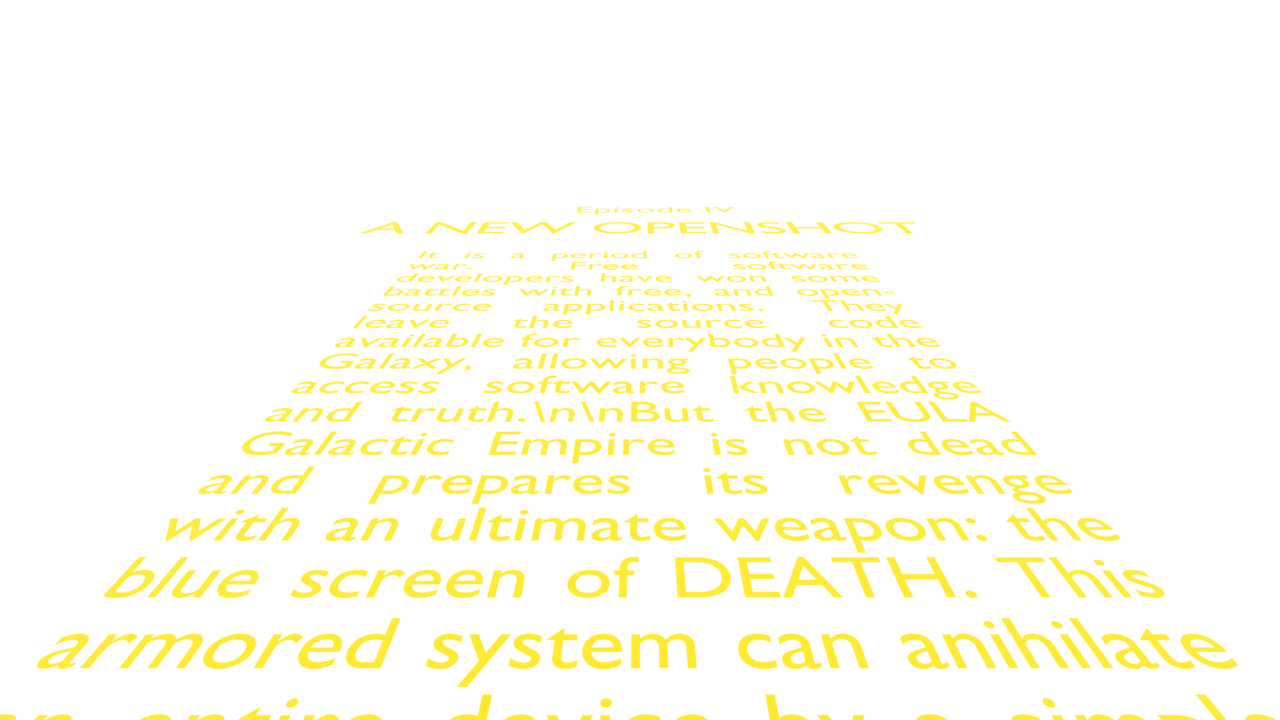 Episode IV
A NEW OPENSHOT
It is a period of software
war. Free software
developers have won some
battles with free, and open-
source applications. They
leave the source code
available for everybody in the
Galaxy, allowing people to
access software knowledge
and truth.\n\nBut the EULA
Galactic Empire is not dead
and prepares its revenge
with an ultimate weapon: the
blue screen of DEATH. This
armored system can anihilate
entire device by a